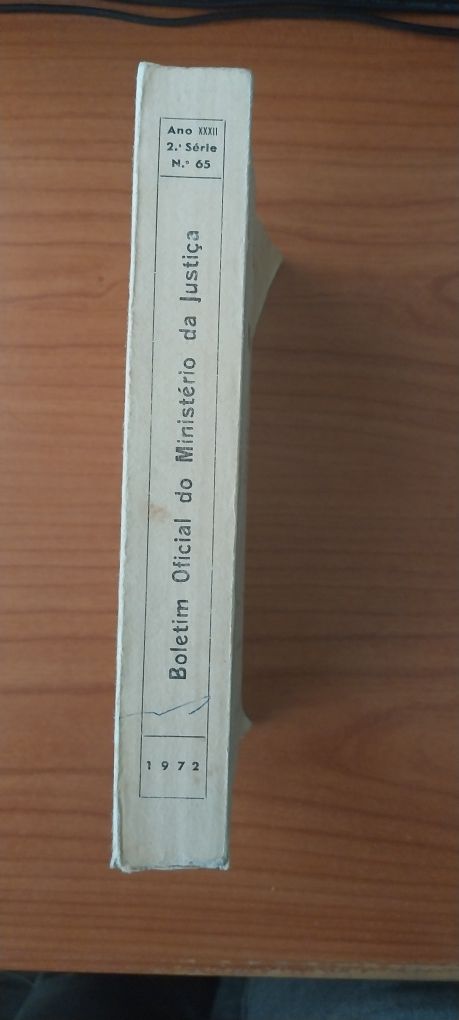 Ano XXXII
2.ª Série
N.º 65
Boletim Oficial do Ministério da Justiça
1972